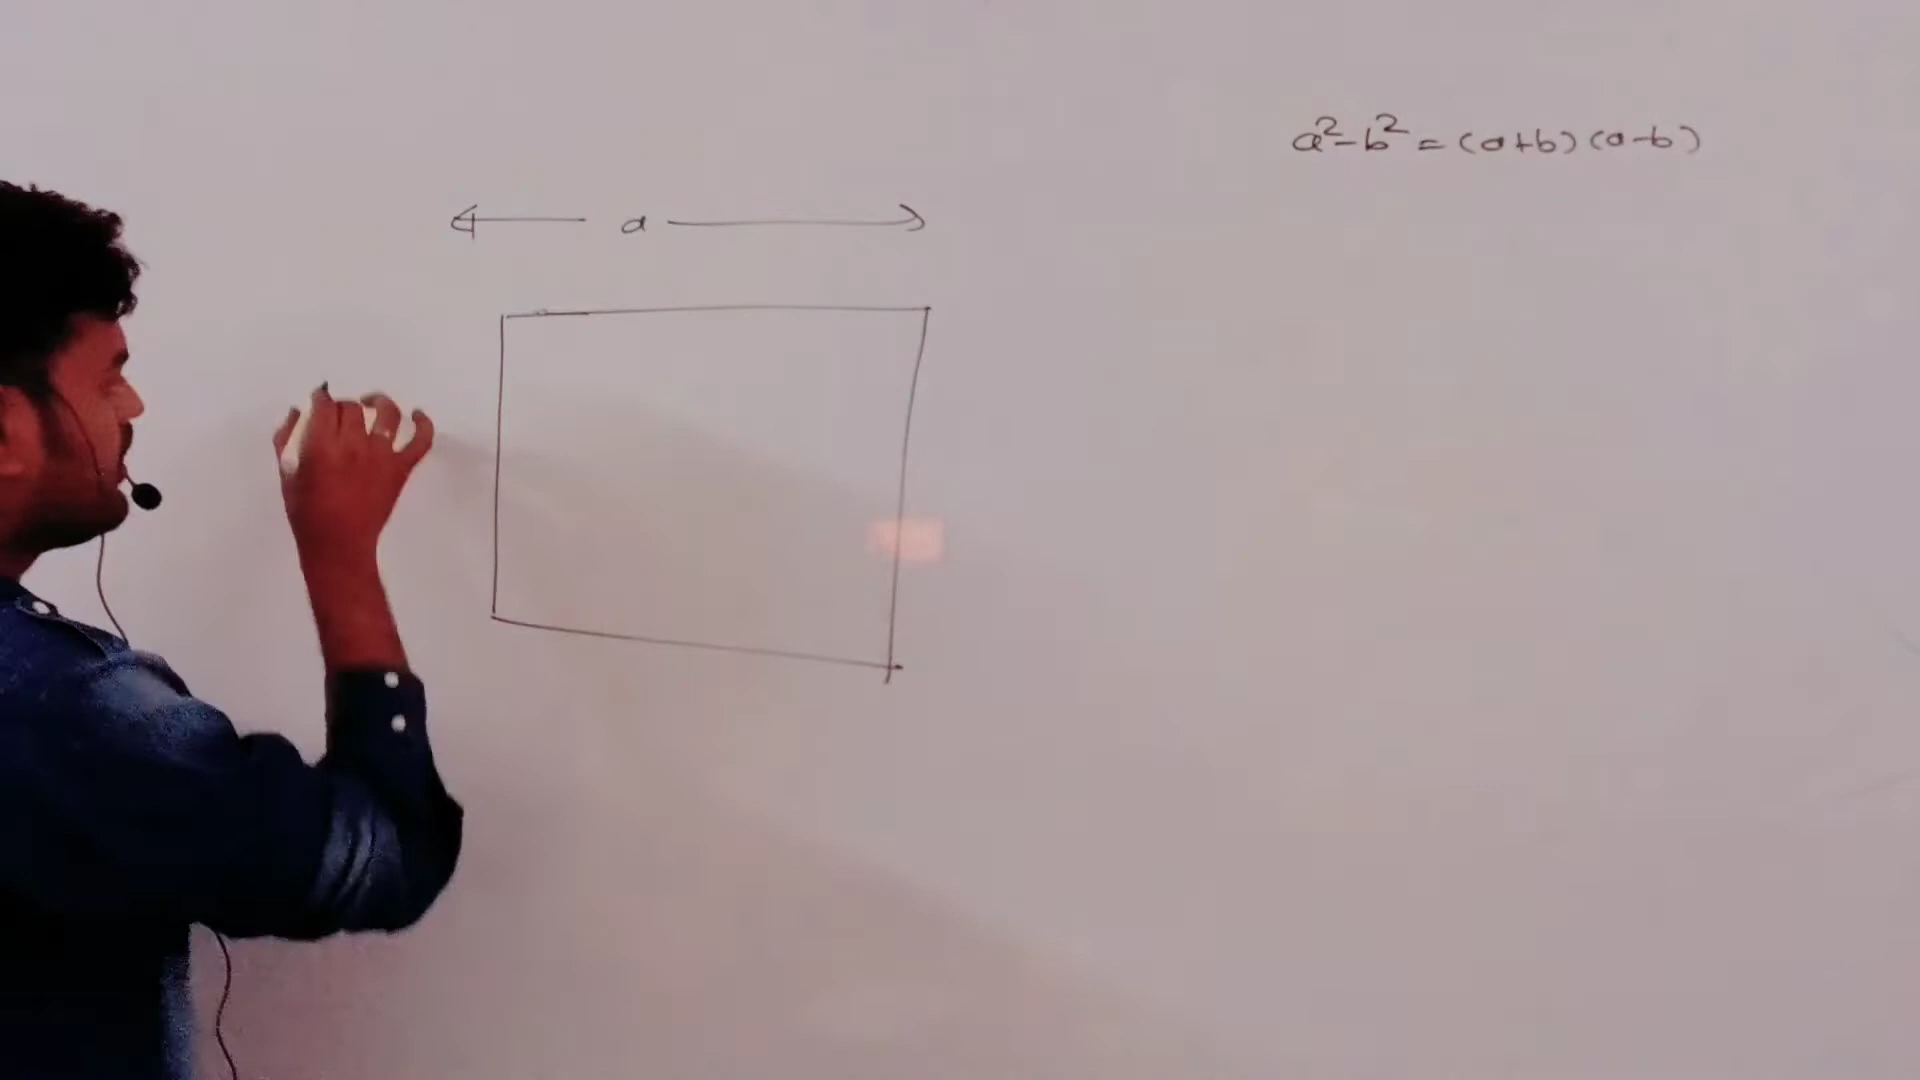 a²-b² = (a+b)(a-b)
a